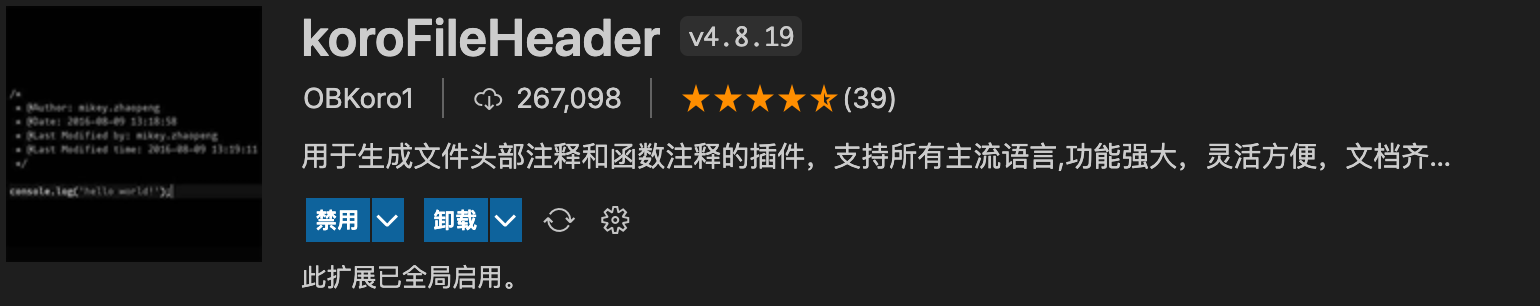 koroFileHeader v4.8.19
OBKoro1 267,098 (39)
用于生成文件头部注释和函数注释的插件，支持所有主流语言,功能强大，灵活方便，文档齐...
禁用 卸载
此扩展已全局启用。
/*
* @Author: mikey.zhaopeng
* @Date: 2016-08-09 13:18:58
* @Last Modified by: mikey.zhaopeng
* @Last Modified time: 2016-08-09 13:19:11
*/
console.log("hello world!");